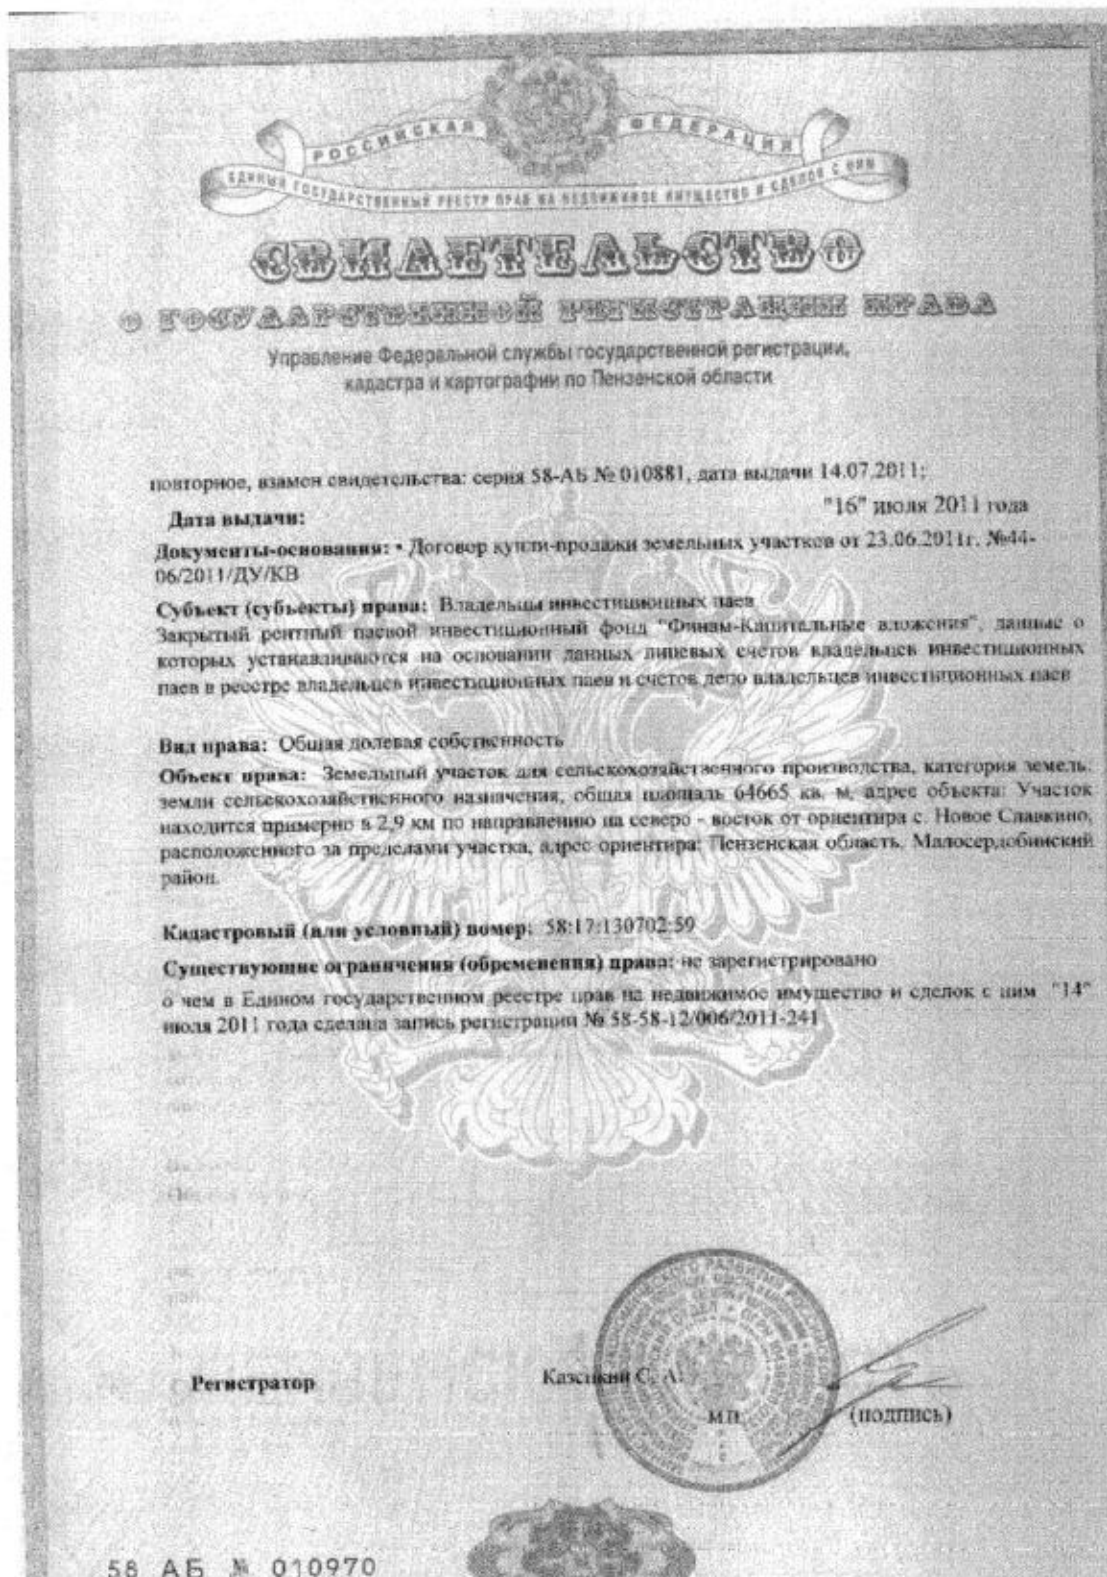 РОССИЙСКАЯ ФЕДЕРАЦИЯ
ЕДИНЫЙ ГОСУДАРСТВЕННЫЙ РЕЕСТР ПРАВ НА НЕДВИЖИМОЕ ИМУЩЕСТВО И СДЕЛОК С НИМ
СВИДЕТЕЛЬСТВО
О ГОСУДАРСТВЕННОЙ РЕГИСТРАЦИИ ПРАВА
Управление Федеральной службы государственной регистрации,
кадастра и картографии по Пензенской области
повторное, взамен свидетельства: серия 58-АБ № 010881, дата выдачи 14.07.2011;
Дата выдачи: "16" июля 2011 года
Документы-основания: • Договор купли-продажи земельных участков от 23.06.2011г. №44-
06/2011/ДУ/КВ
Субъект (субъекты) права: Владельцы инвестиционных паев
Закрытый рентный паевой инвестиционный фонд "Финам-Капитальные вложения", данные о
которых устанавливаются на основании данных лицевых счетов владельцев инвестиционных
паев в реестре владельцев инвестиционных паев и счетов депо владельцев инвестиционных паев
Вид права: Общая долевая собственность
Объект права: Земельный участок для сельскохозяйственного производства, категория земель:
земли сельскохозяйственного назначения, общая площадь 64665 кв. м, адрес объекта: Участок
находится примерно в 2,9 км по направлению на северо - восток от ориентира с. Новое Славкино,
расположенного за пределами участка, адрес ориентира: Пензенская область, Малосердобинский
район.
Кадастровый (или условный) номер: 58:17:130702:59
Существующие ограничения (обременения) права: не зарегистрировано
о чем в Едином государственном реестре прав на недвижимое имущество и сделок с ним "14"
июля 2011 года сделана запись регистрации № 58-58-12/006/2011-241
Регистратор С. А.
М.П. (подпись)
58 АБ № 010970